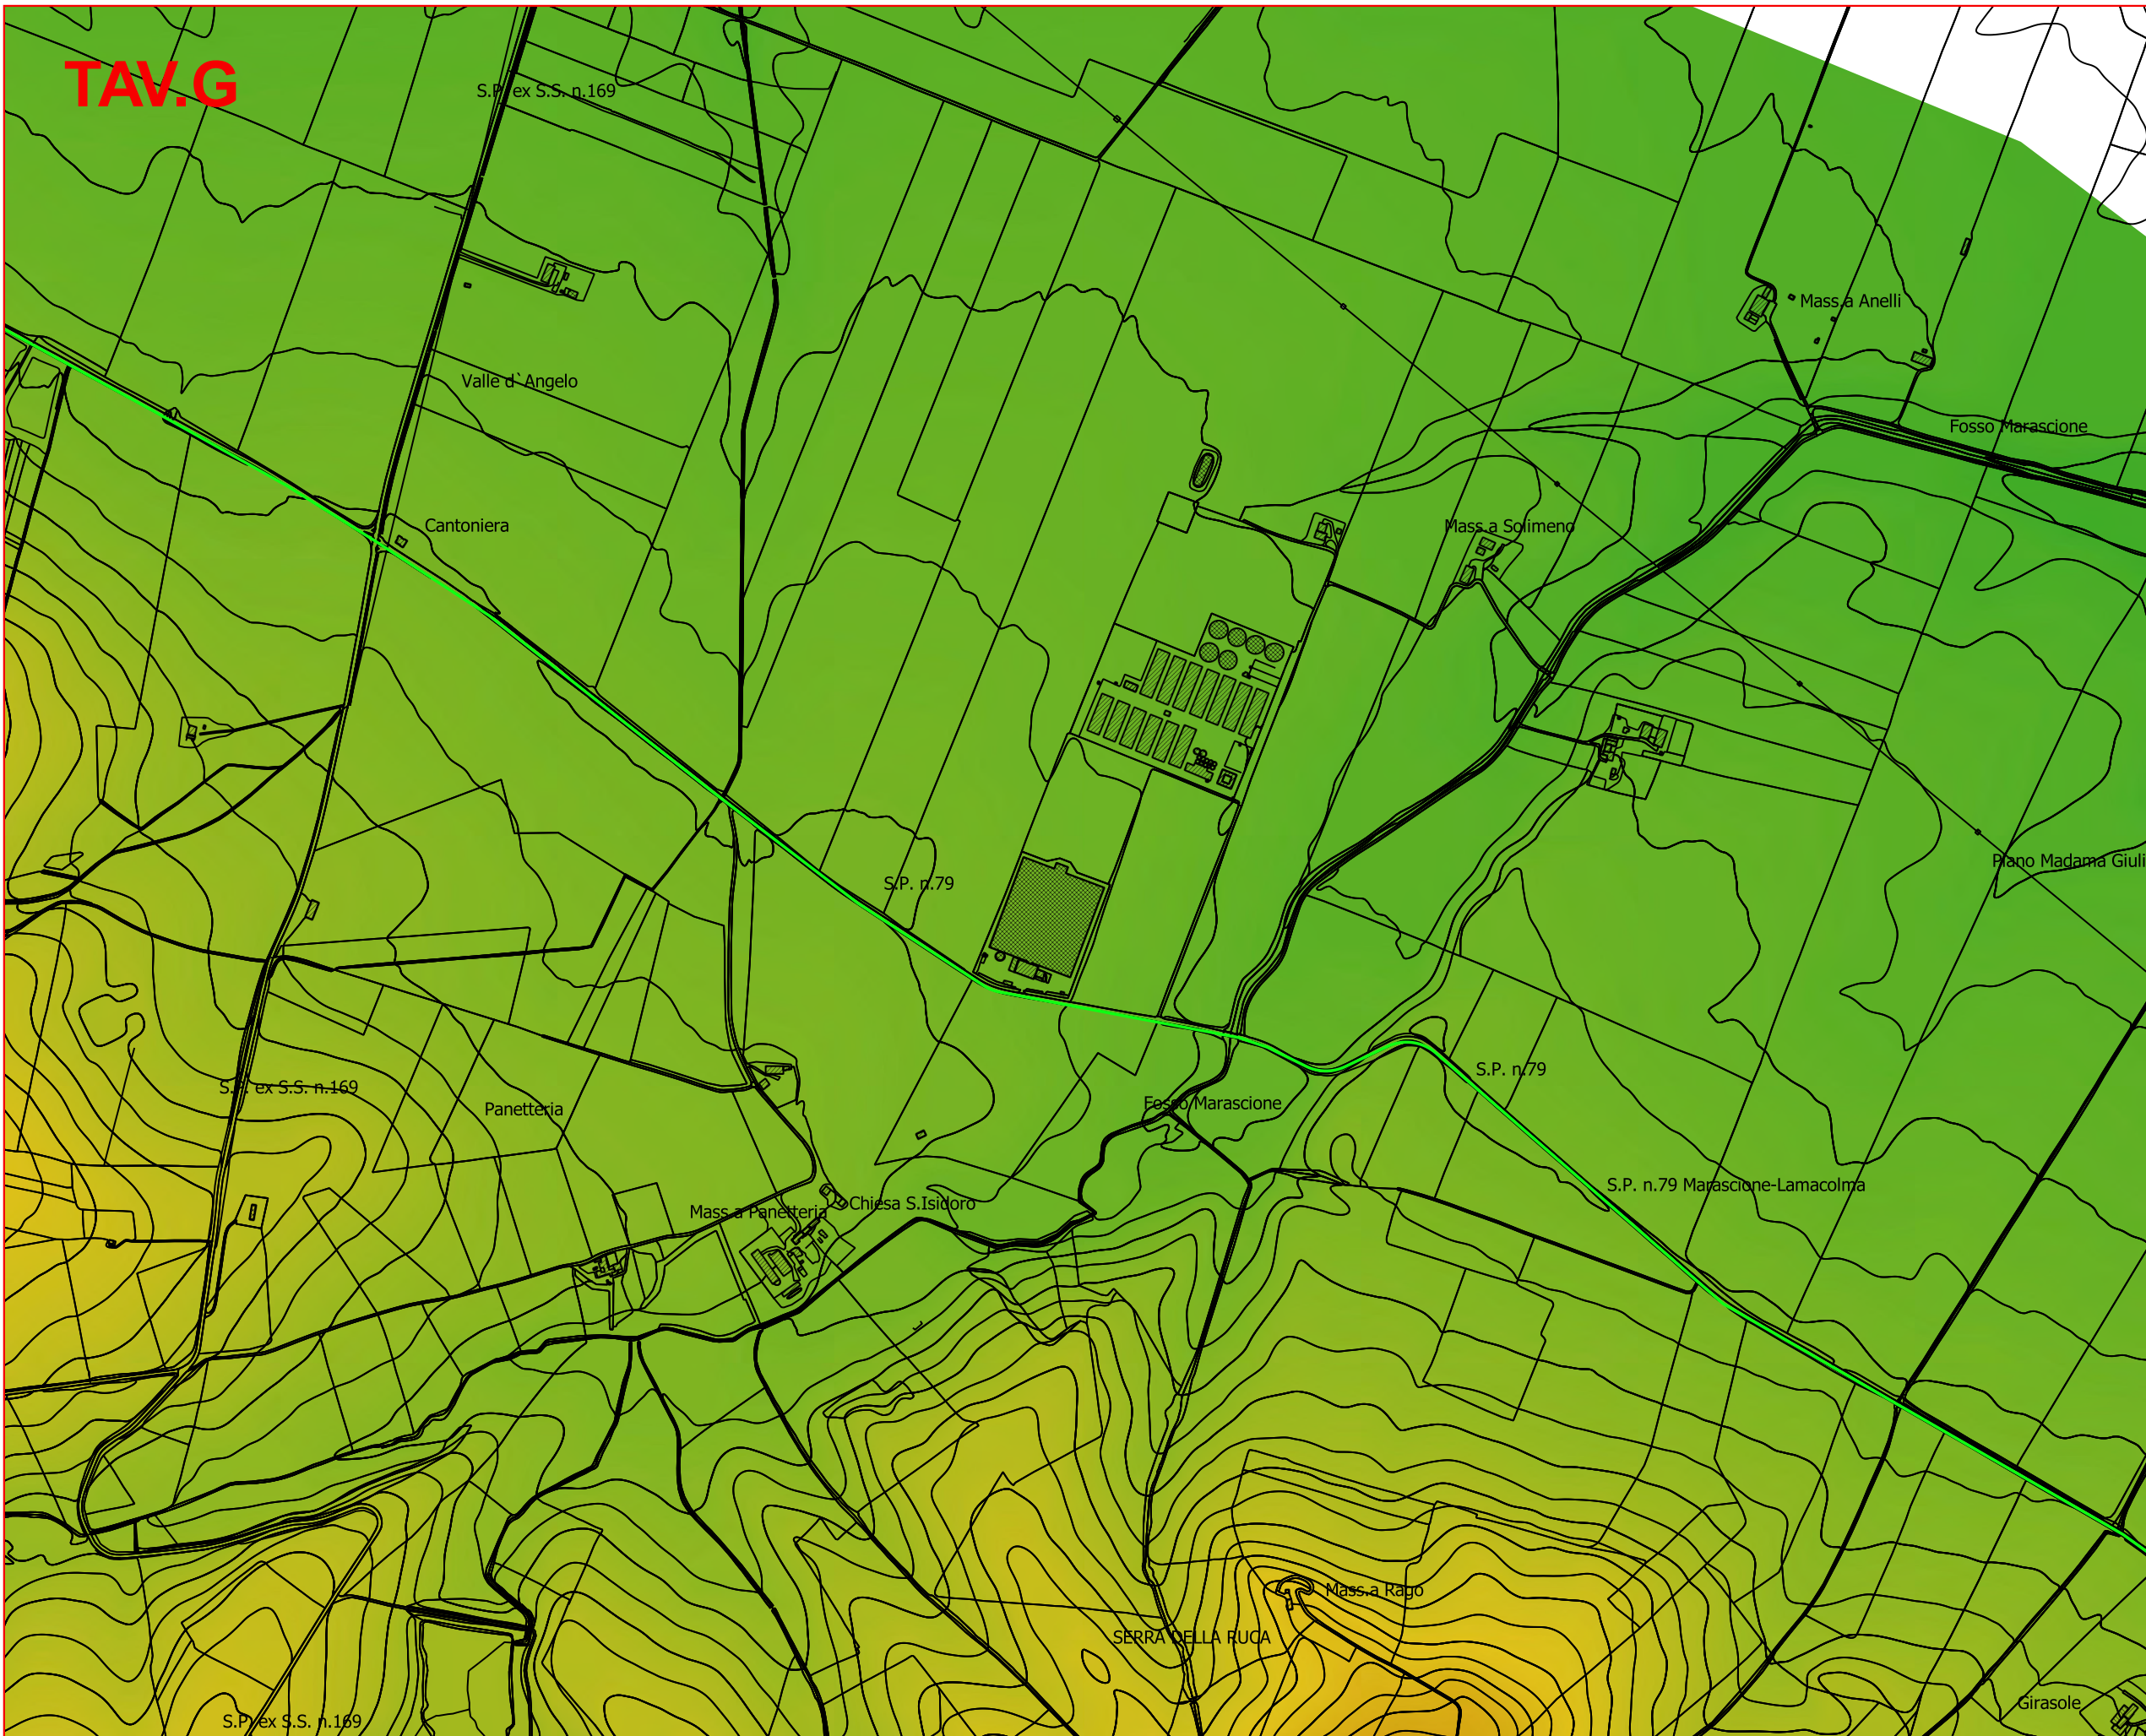 TAV.G
S.P. ex S.S. n.169
Mass.a Anelli
Valle d`Angelo
Fosso Marascione
Cantoniera
Mass.a Solimeno
Piano Madama Giuli
S.P. n.79
S.P. n.79
S.P. ex S.S. n.169
Panetteria
Fosso Marascione
S.P. n.79 Marascione-Lamacolma
Chiesa S.Isidoro
Mass.a Panetteria
Mass.a Rago
SERRA DELLA RUCA
Girasole
S.P. ex S.S. n.169